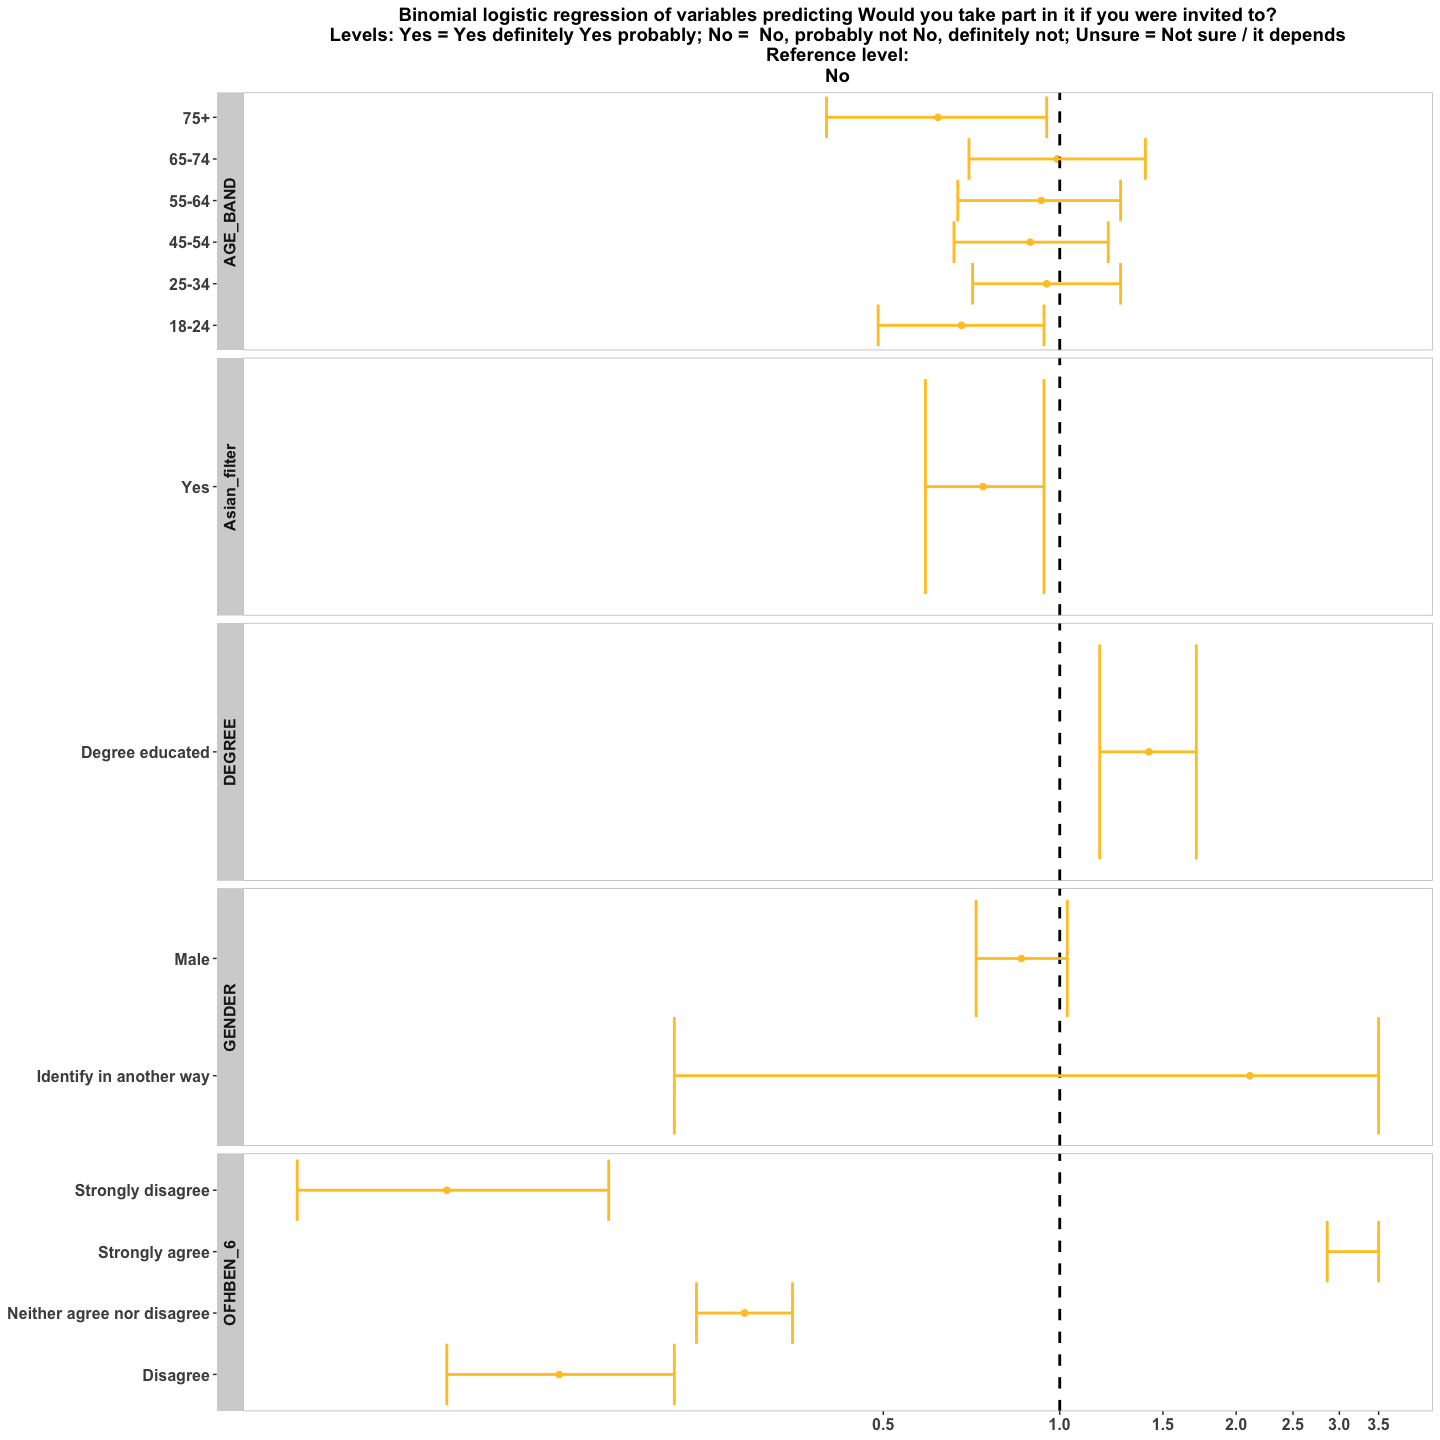 Binomial logistic regression of variables predicting Would you take part in it if you were invited to?
Levels: Yes = Yes definitely Yes probably; No =  No, probably not No, definitely not; Unsure = Not sure / it depends
Reference level:
No
AGE_BAND
75+
65-74
55-64
45-54
25-34
18-24
Asian_filter
Yes
DEGREE
Degree educated
GENDER
Male
Identify in another way
OFHBEN_6
Strongly disagree
Strongly agree
Neither agree nor disagree
Disagree
0.5 1.0 1.5 2.0 2.5 3.0 3.5